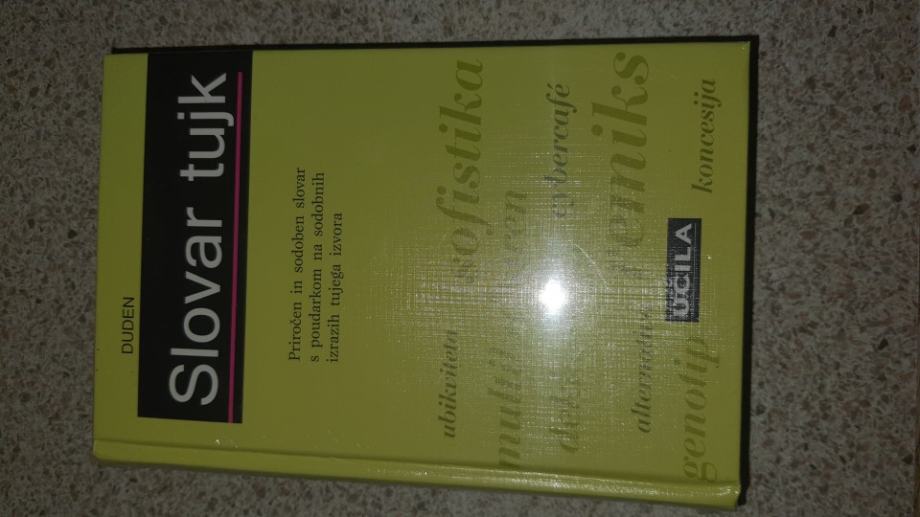 DUDEN
Slovar tujk
Priročen in sodoben slovar
s poudarkom na sodobnih
izrazih tujega izvora
ubikviteta
sofistika
cybercafé
genotip
koncesija
UČILA